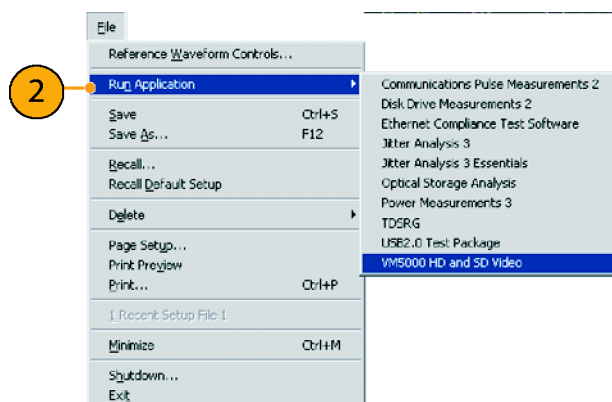 File
Reference Waveform Controls...
2
Run Application
Save Ctrl+S
Save As... F12
Recall...
Recall Default Setup
Delete
Page Setup...
Print Preview
Print... Ctrl+P
1 Recent Setup File 1
Minimize Ctrl+M
Shutdown...
Exit
Communications Pulse Measurements 2
Disk Drive Measurements 2
Ethernet Compliance Test Software
Jitter Analysis 3
Jitter Analysis 3 Essentials
Optical Storage Analysis
Power Measurements 3
TDSRG
USB2.0 Test Package
VM5000 HD and SD Video